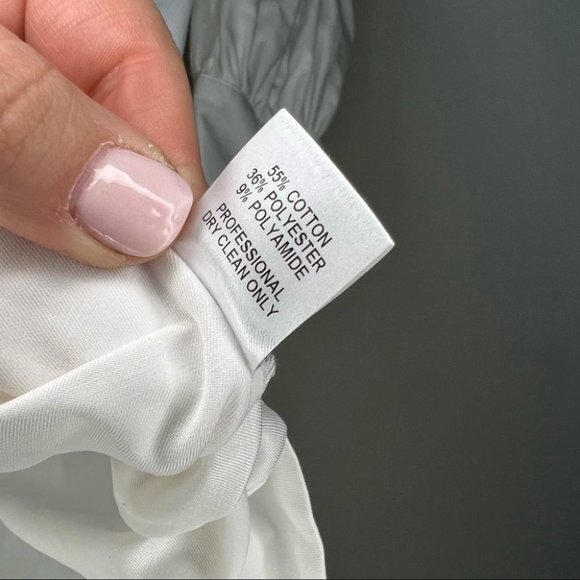 55% COTTON
36% POLYESTER
9% POLYAMIDE
PROFESSIONAL
DRY CLEAN ONLY